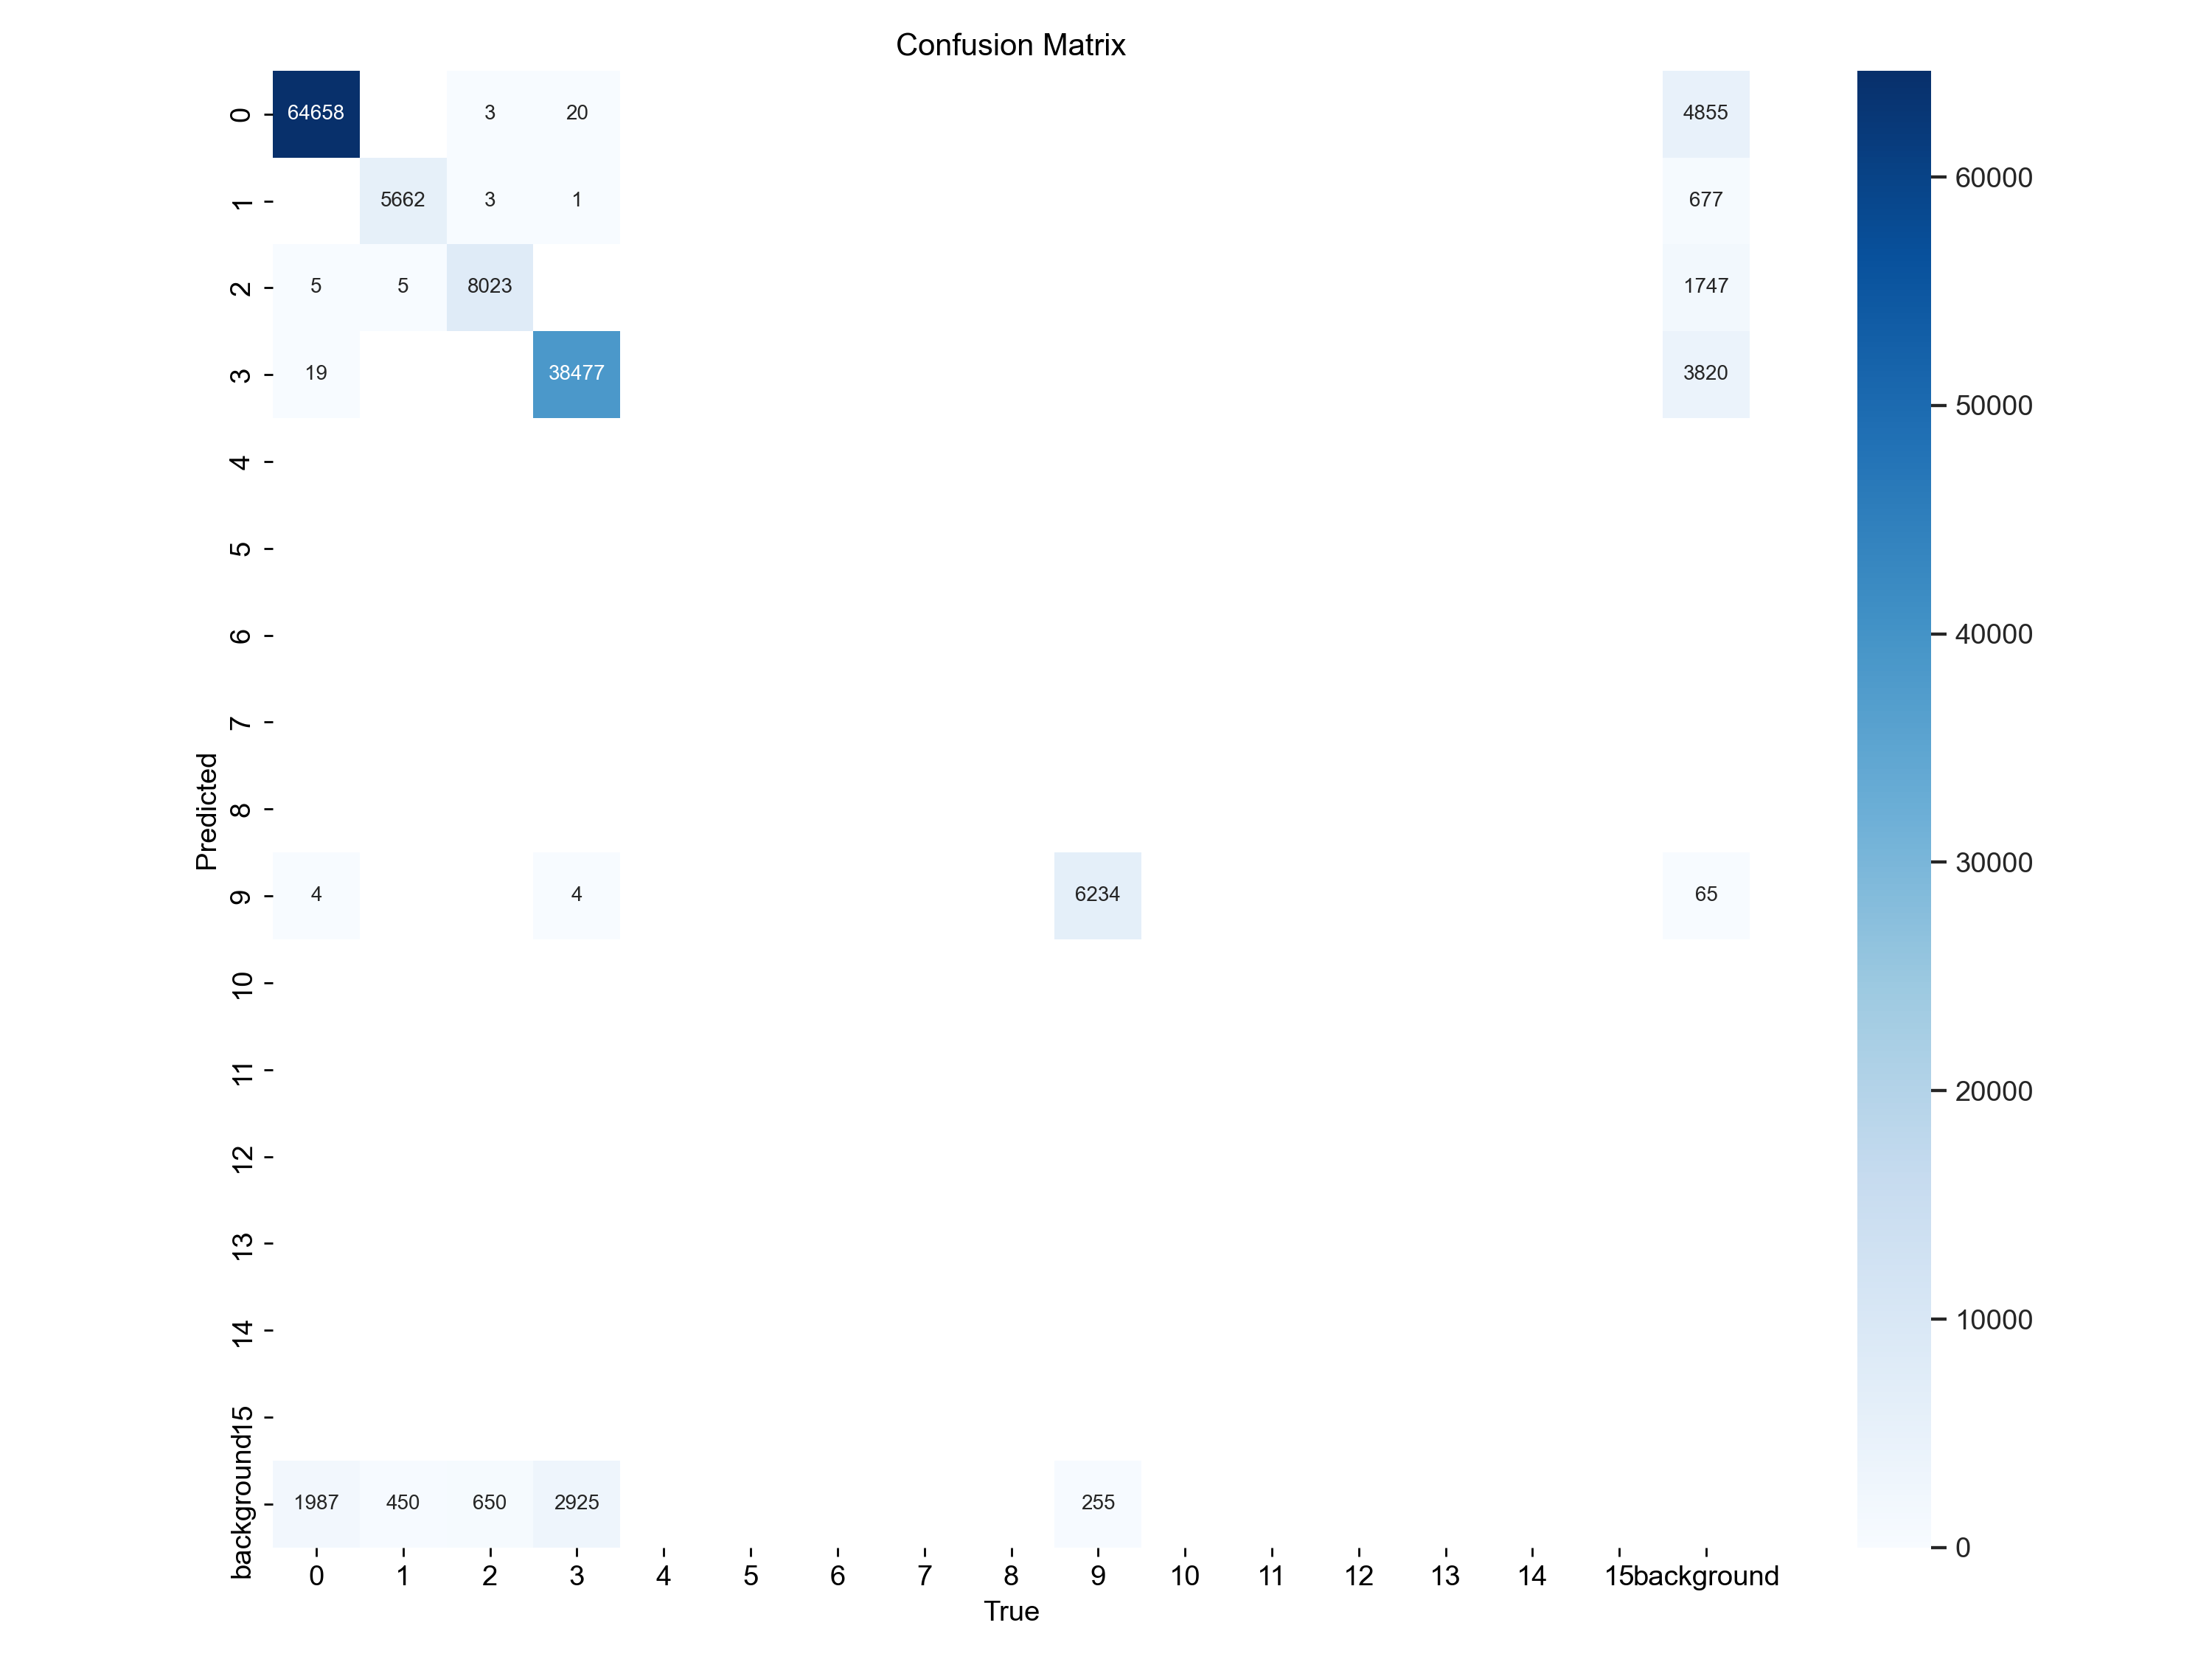 Confusion Matrix
0 64658 3 20 4855
1 5662 3 1 677
2 5 5 8023 1747
3 19 38477 3820
4
5
6
7
8
9 4 4 6234 65
10
11
12
13
14
15
background 1987 450 650 2925 255
0 1 2 3 4 5 6 7 8 9 10 11 12 13 14 15 background
True
Predicted
60000
50000
40000
30000
20000
10000
0